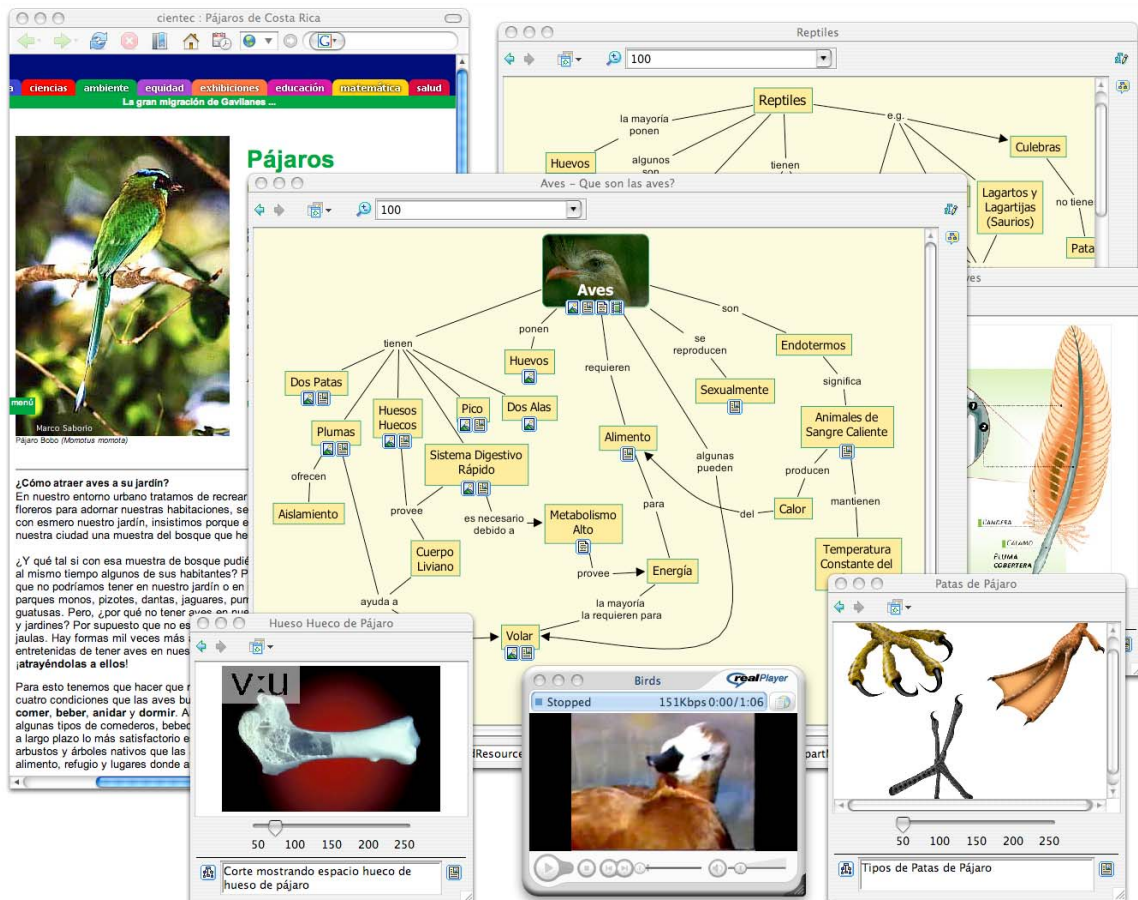 cientec : Pájaros de Costa Rica
ciencias
ambiente
equidad
exhibiciones
educación
matemática
salud
La gran migración de Gavilanes ...
Pájaros
menú
Marco Saborío
Pájaro Bobo (Momotus momota)
¿Cómo atraer aves a su jardín?
En nuestro entorno urbano tratamos de recrear
floreros para adornar nuestras habitaciones, se
con esmero nuestro jardín, insistimos porque e
nuestra ciudad una muestra del bosque que he
¿Y qué tal si con esa muestra de bosque pudié
al mismo tiempo algunos de sus habitantes? P
que no podríamos tener en nuestro jardín o en
parques monos, pizotes, dantas, jaguares, pum
guatusas. Pero, ¿por qué no tener aves en nue
y jardines? Por supuesto que no es
jaulas. Hay formas mil veces más
entretenidas de tener aves en nues
¡atrayéndolas a ellos!
Para esto tenemos que hacer que
cuatro condiciones que las aves bu
comer, beber, anidar y dormir. A
algunas tipos de comederos, bebed
a largo plazo lo más satisfactorio e
arbustos y árboles nativos que las
alimento, refugio y lugares donde a
Reptiles
100
Reptiles
la mayoría
ponen
e.g.
Huevos
algunos
son
tienen
Culebras
Lagartos y
Lagartijas
(Saurios)
no tiene
Pata
Aves - Que son las aves?
100
Aves
tienen
ponen
requieren
se
reproducen
son
Huevos
Endotermos
Dos Patas
Plumas
Huesos
Huecos
Pico
Dos Alas
Sexualmente
significa
Sistema Digestivo
Rápido
Alimento
Animales de
Sangre Caliente
ofrecen
algunas
pueden
producen
Aislamiento
provee
es necesario
debido a
Metabolismo
Alto
para
del
Calor
mantienen
Cuerpo
Liviano
provee
Energía
Temperatura
Constante del
ayuda a
la mayoría
la requieren para
Volar
ves
CÁLAMO
PLUMA
COBERTERA
Hueso Hueco de Pájaro
v:u
50 100 150 200 250
Corte mostrando espacio hueco de
hueso de pájaro
Birds
realPlayer
Stopped
151Kbps 0:00/1:06
dResource
Patas de Pájaro
50 100 150 200 250
Tipos de Patas de Pájaro